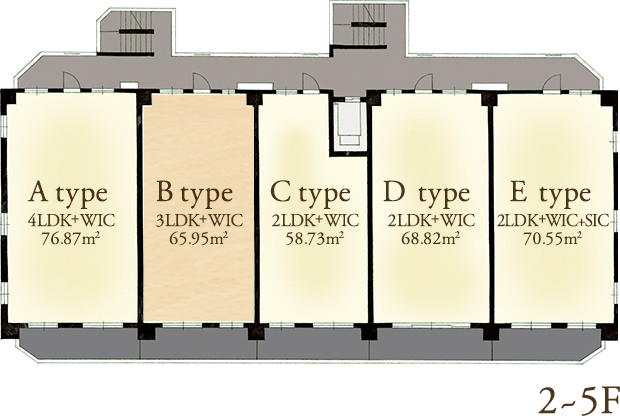 A type
4LDK+WIC
76.87m²
B type
3LDK+WIC
65.95m²
C type
2LDK+WIC
58.73m²
D type
2LDK+WIC
68.82m²
E type
2LDK+WIC+SIC
70.55m²
2~5F